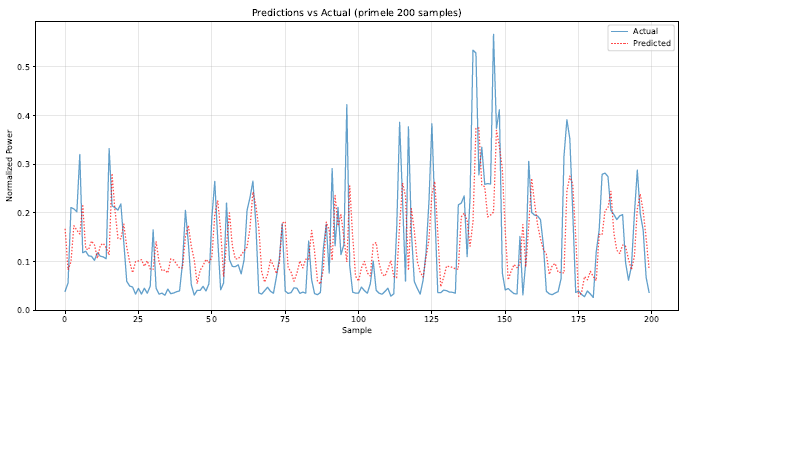 Predictions vs Actual (primele 200 samples)
Actual
Predicted
Normalized Power
0.5
0.4
0.3
0.2
0.1
0.0
0 25 50 75 100 125 150 175 200
Sample